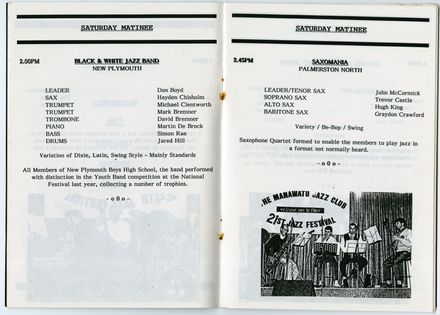 SATURDAY MATINEE
2.00PM BLACK & WHITE JAZZ BAND
NEW PLYMOUTH
LEADER Don Boyd
SAX Hayden Chisholm
TRUMPET Michael Clentworth
TRUMPET Mark Bremner
TROMBONE David Bremner
PIANO Martin De Brock
BASS Simon Rae
DRUMS Jared Hill
Variation of Dixie, Latin, Swing Style - Mainly Standards
All Members of New Plymouth Boys High School, the band performed
with distinction in the Youth Band competition at the National
Festival last year, collecting a number of trophies.
-o0o-
SATURDAY MATINEE
2.45PM SAXOMANIA
PALMERSTON NORTH
LEADER/TENOR SAX John McCormick
SOPRANO SAX Trevor Castle
ALTO SAX Hugh King
BARITONE SAX Graydon Crawford
Variety / Be-Bop / Swing
Saxophone Quartet formed to enable the members to play jazz in
a format not normally heard.
-o0o-
HE MANAWATU JAZZ CLUB
21ST JAZZ FESTIVAL